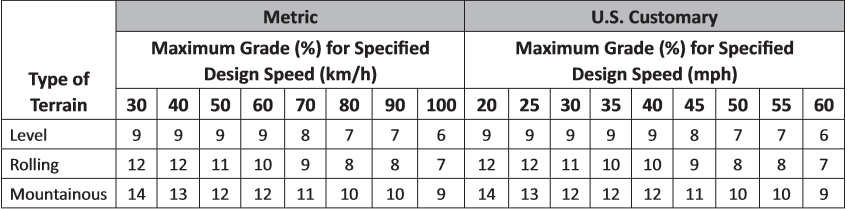 Metric U.S. Customary
Maximum Grade (%) for Specified Maximum Grade (%) for Specified
Type of Design Speed (km/h) Design Speed (mph)
Terrain 30 40 50 60 70 80 90 100 20 25 30 35 40 45 50 55 60
Level 9 9 9 9 8 7 7 6 9 9 9 9 9 8 7 7 6
Rolling 12 12 11 10 9 8 8 7 12 12 11 10 10 9 8 8 7
Mountainous 14 13 12 12 11 10 10 9 14 13 12 12 12 11 10 10 9